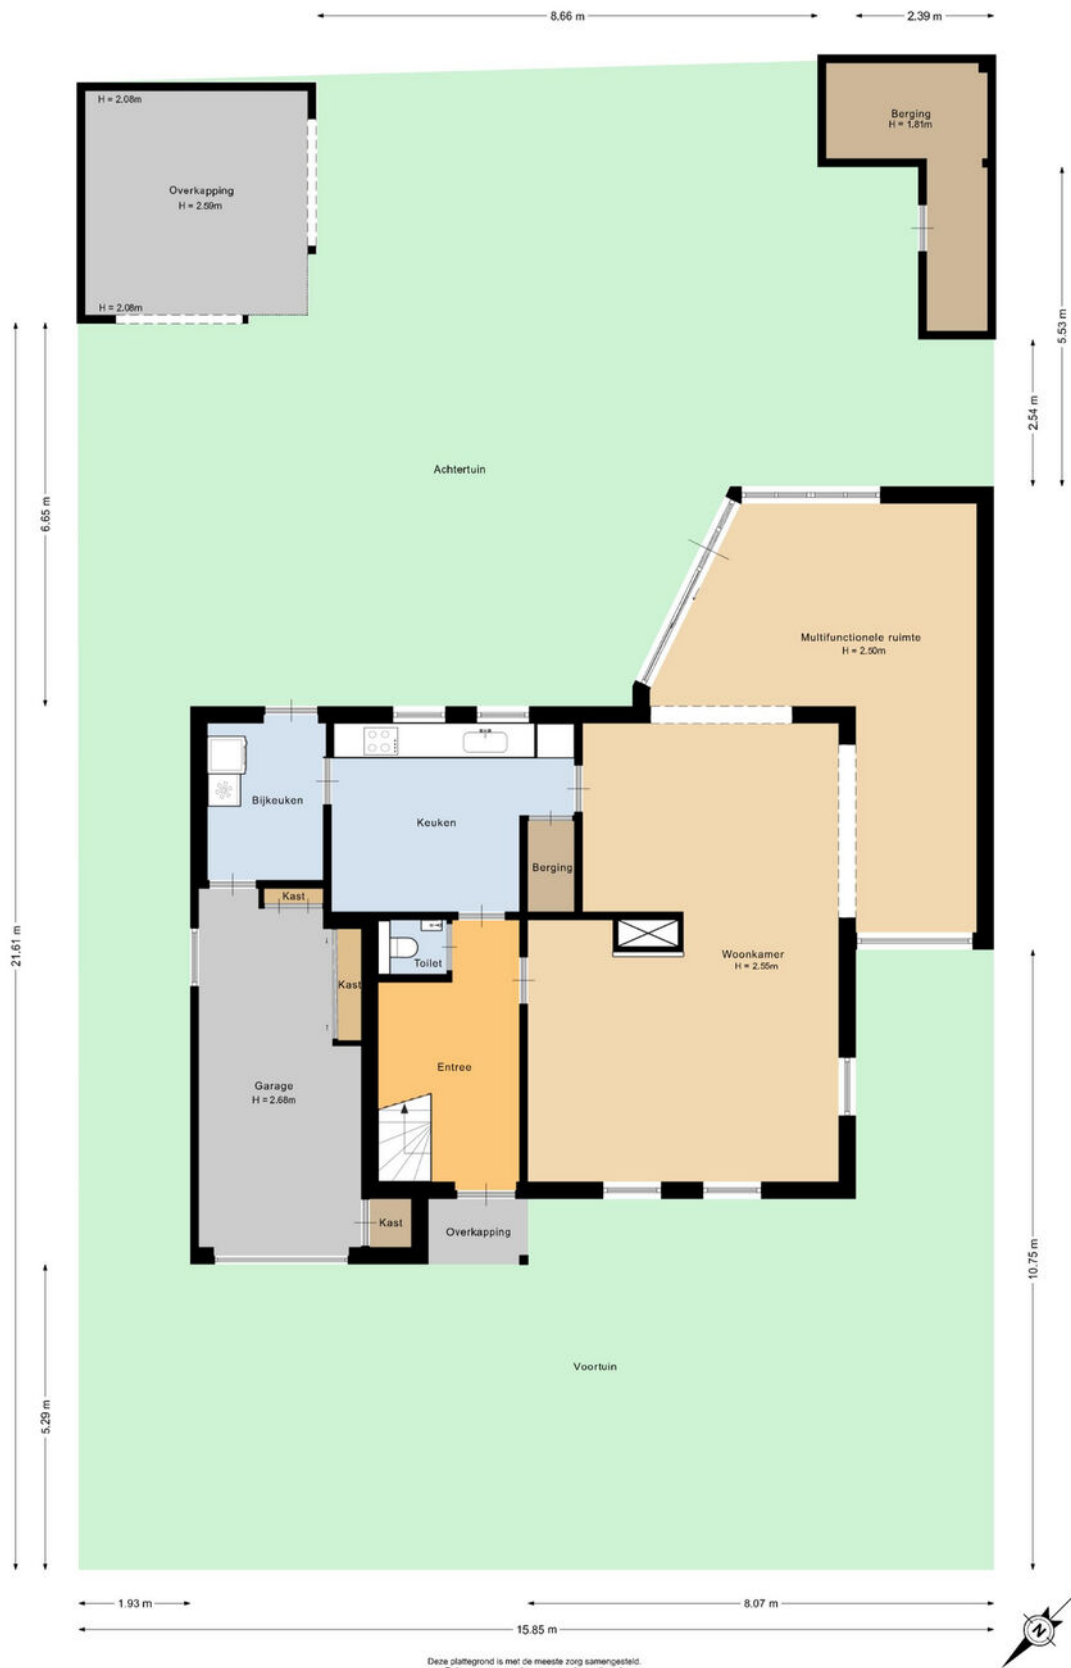 8.66 m
2.39 m
H = 2.08m
Berging
H = 1.81m
Overkapping
H = 2.59m
H = 2.08m
5.53 m
2.54 m
Achtertuin
6.65 m
Multifunctionele ruimte
H = 2.50m
Bijkeuken
Keuken
Berging
Kast
21.61 m
Toilet
Woonkamer
H = 2.55m
Kast
Entree
Garage
H = 2.68m
Kast
Overkapping
10.75 m
Voortuin
5.29 m
1.93 m
8.07 m
15.85 m
N
Deze plattegrond is met de meeste zorg samengesteld.